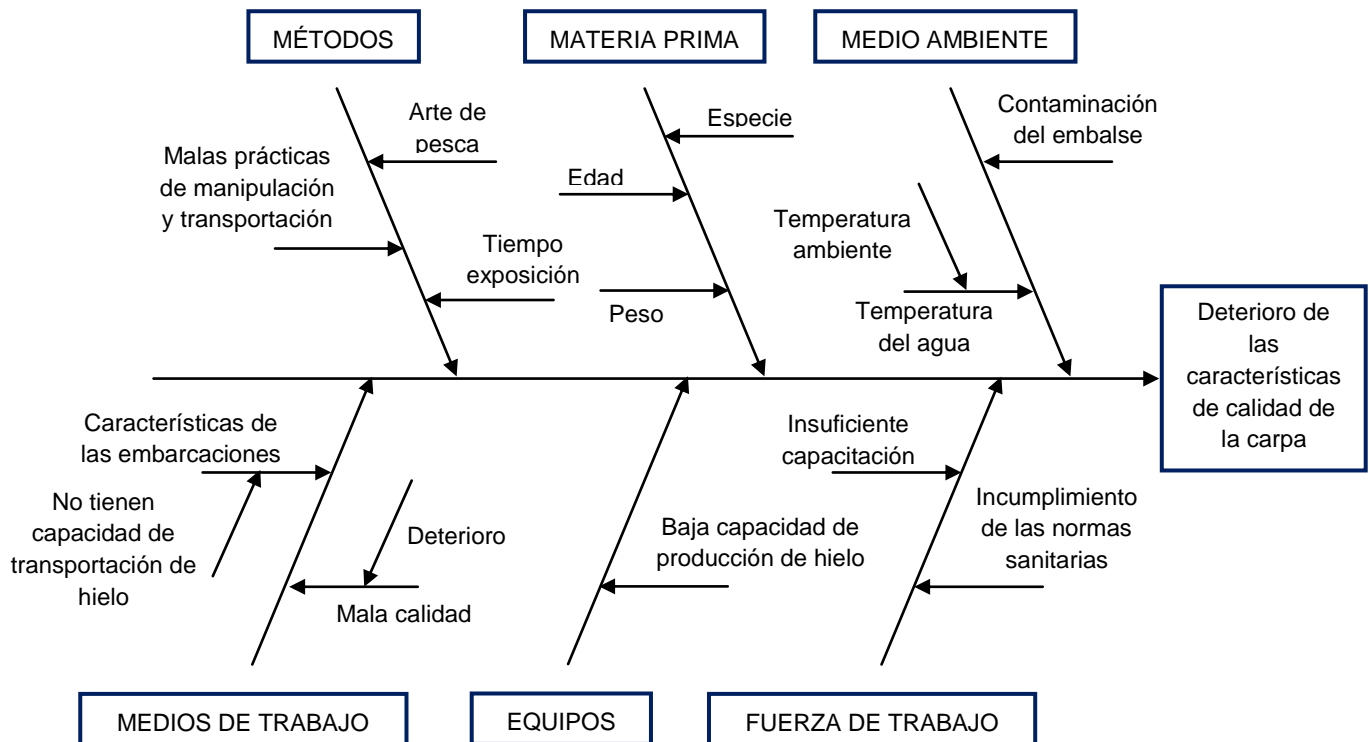 MÉTODOS
MATERIA PRIMA
MEDIO AMBIENTE
Arte de
pesca
Malas prácticas
de manipulación
y transportación
Tiempo
exposición
Especie
Edad
Peso
Contaminación
del embalse
Temperatura
ambiente
Temperatura
del agua
Deterioro de
las
características
de calidad de
la carpa
Características de
las embarcaciones
No tienen
capacidad de
transportación de
hielo
Deterioro
Mala calidad
Baja capacidad de
producción de hielo
Insuficiente
capacitación
Incumplimiento
de las normas
sanitarias
MEDIOS DE TRABAJO
EQUIPOS
FUERZA DE TRABAJO